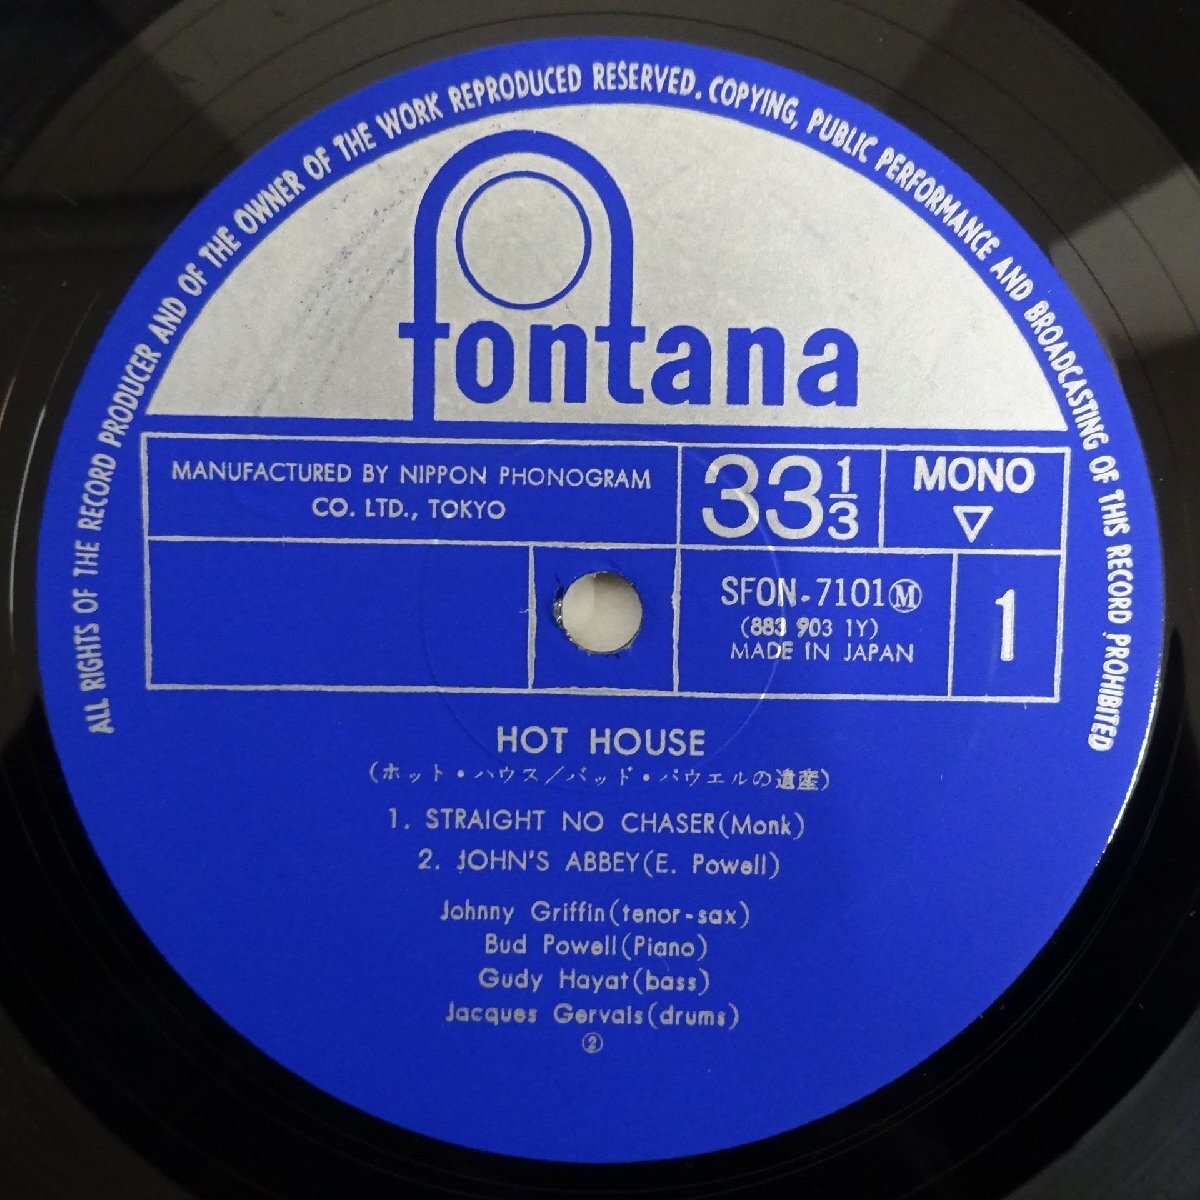 ALL RIGHTS OF THE RECORD PRODUCER AND OF THE OWNER OF THE WORK REPRODUCED RESERVED. COPYING, PUBLIC PERFORMANCE AND BROADCASTING OF THIS RECORD PROHIBITED
fontana
MANUFACTURED BY NIPPON PHONOGRAM
CO. LTD., TOKYO
33 1/3
MONO
▽
SFON-7101Ⓜ
(883 903 1Y)
MADE IN JAPAN
1
HOT HOUSE
(ホット・ハウス/バッド・パウエルの遺産)
1. STRAIGHT NO CHASER(Monk)
2. JOHN'S ABBEY(E. Powell)
Johnny Griffin(tenor-sax)
Bud Powell(Piano)
Gudy Hayat(bass)
Jacques Gervais(drums)
②